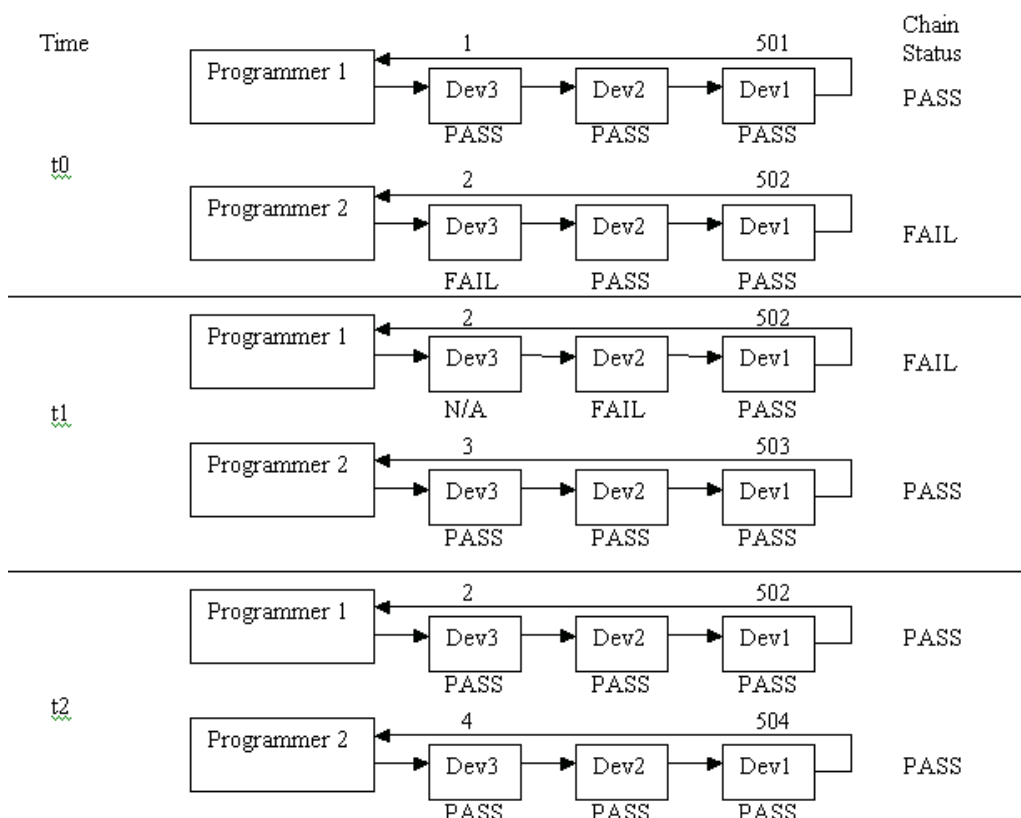 Time
1
501
Chain
Status
Programmer 1
Dev3
Dev2
Dev1
PASS
PASS
PASS
PASS
t0
2
502
Programmer 2
Dev3
Dev2
Dev1
FAIL
FAIL
PASS
PASS
2
502
Programmer 1
Dev3
Dev2
Dev1
FAIL
N/A
FAIL
PASS
t1
3
503
Programmer 2
Dev3
Dev2
Dev1
PASS
PASS
PASS
PASS
2
502
Programmer 1
Dev3
Dev2
Dev1
PASS
PASS
PASS
PASS
t2
4
504
Programmer 2
Dev3
Dev2
Dev1
PASS
PASS
PASS
PASS